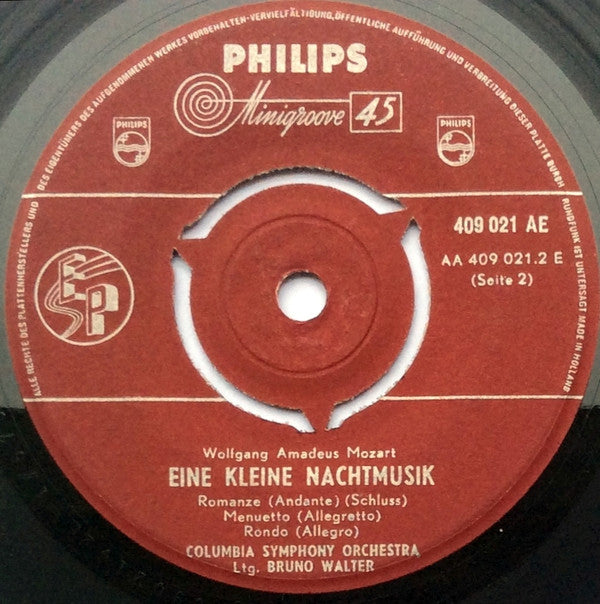 ALLE RECHTE DES PLATTENHERSTELLERS UND DES EIGENTÜMERS DES AUFGENOMMENEN WERKES VORBEHALTEN-VERVIELFÄLTIGUNG, ÖFFENTLICHE AUFFÜHRUNG UND VERBREITUNG DIESER PLATTE DURCH RUNDFUNK IST UNTERSAGT MADE IN HOLLAND
PHILIPS
Minigroove 45
PHILIPS
PHILIPS
409 021 AE
AA 409 021.2 E
(Seite 2)
EP
Wolfgang Amadeus Mozart
EINE KLEINE NACHTMUSIK
Romanze (Andante) (Schluss)
Menuetto (Allegretto)
Rondo (Allegro)
COLUMBIA SYMPHONY ORCHESTRA
Ltg. BRUNO WALTER